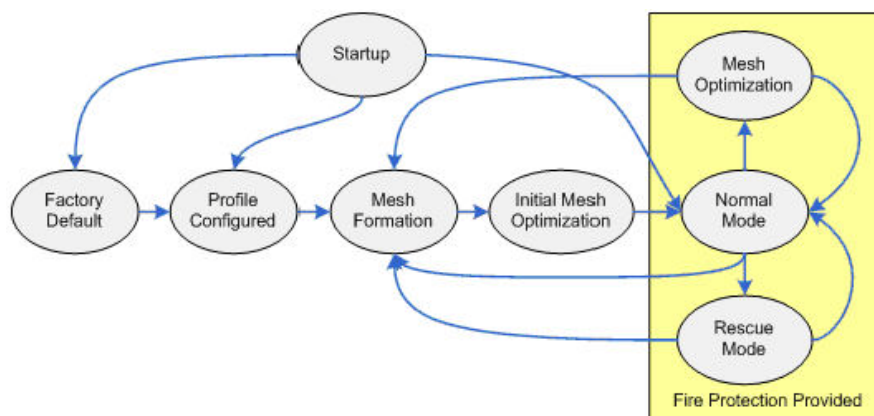 Startup
Mesh
Optimization
Factory
Default
Profile
Configured
Mesh
Formation
Initial Mesh
Optimization
Normal
Mode
Rescue
Mode
Fire Protection Provided